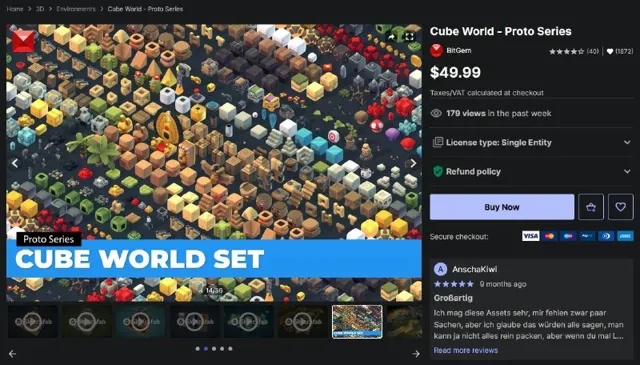 Home > 3D > Environments > Cube World - Proto Series
Cube World - Proto Series
BitGem
(40) | (1872)
$49.99
Taxes/VAT calculated at checkout
179 views in the past week
License type: Single Entity
Refund policy
Buy Now
Secure checkout:
VISA
Proto Series
CUBE WORLD SET
14/36
A AnschaKiwi
9 months ago
Großartig
Ich mag diese Assets sehr, mir fehlen zwar paar
Sachen, aber ich glaube das würden alle sagen, man
kann ja nicht alles rein packen, aber wenn du mal L...
Read more reviews